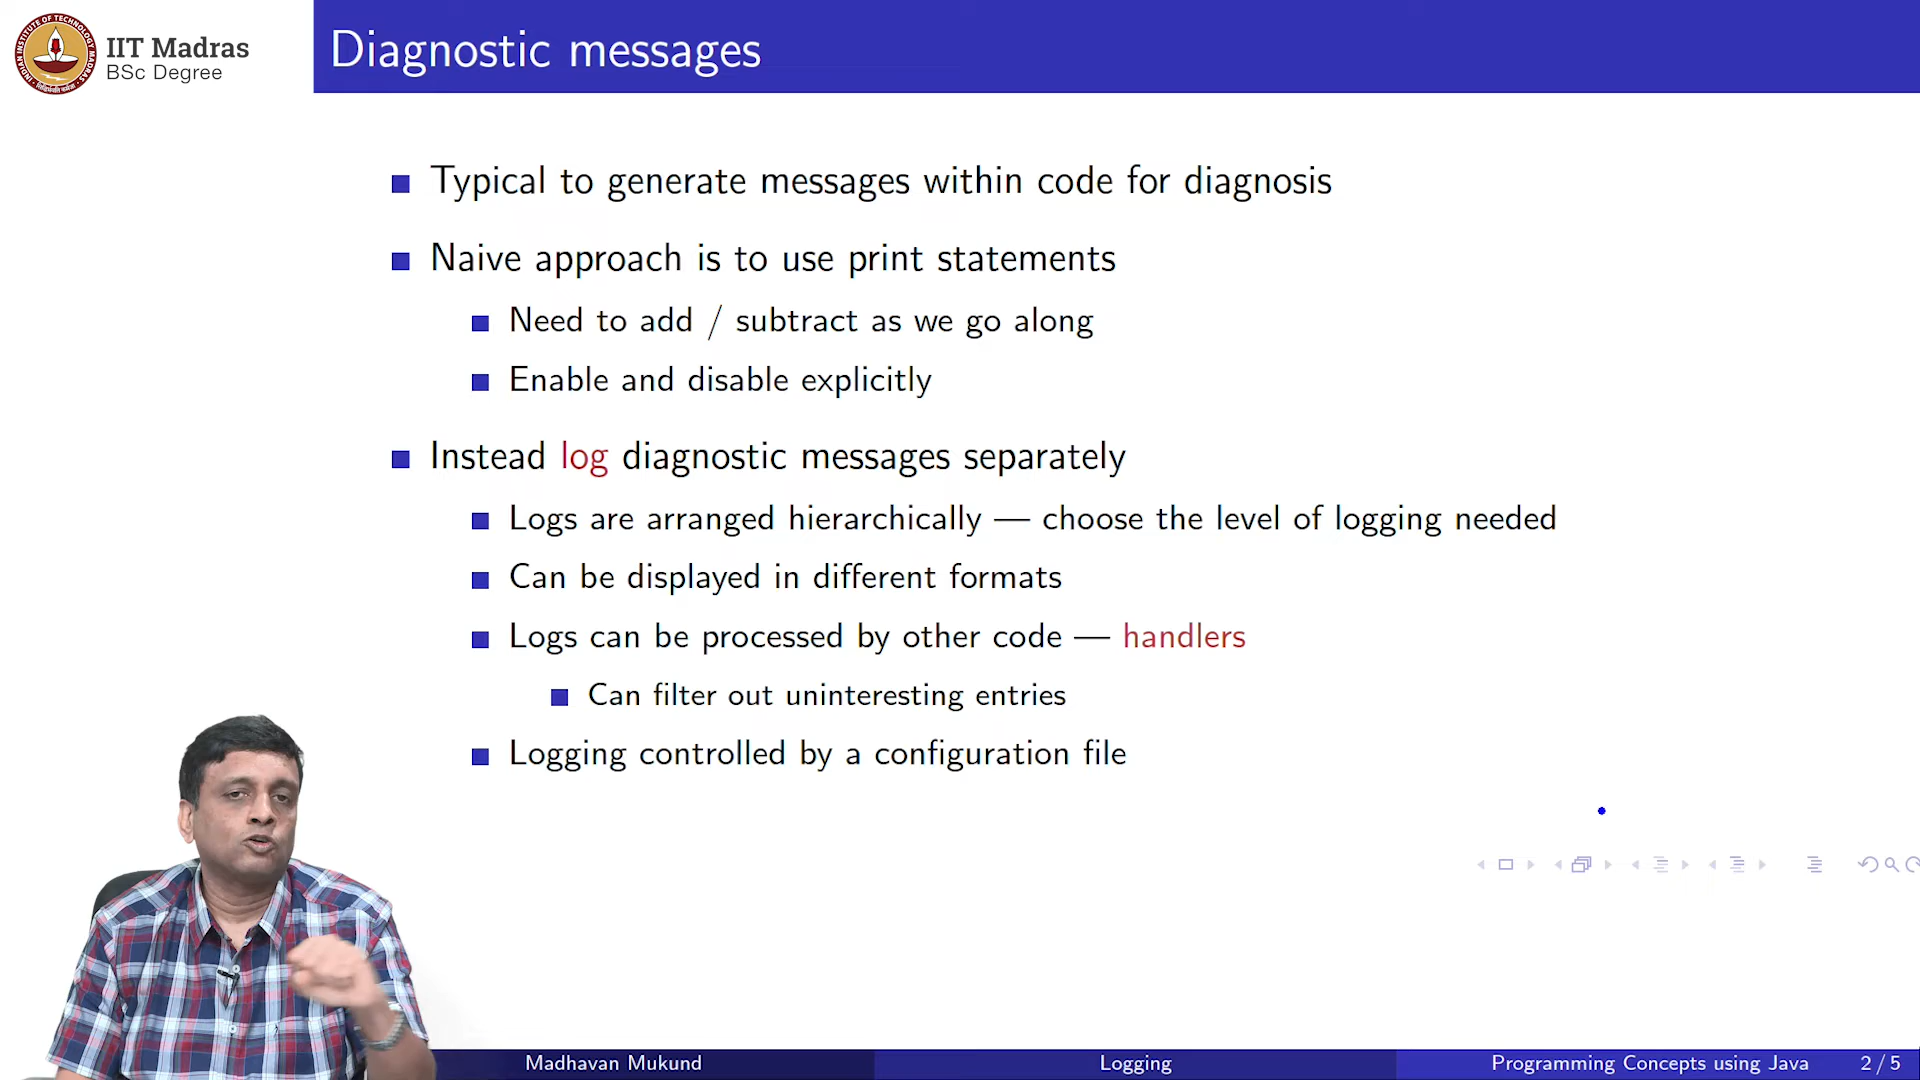 IIT Madras
BSc Degree
Diagnostic messages
Typical to generate messages within code for diagnosis
Naive approach is to use print statements
Need to add / subtract as we go along
Enable and disable explicitly
Instead log diagnostic messages separately
Logs are arranged hierarchically — choose the level of logging needed
Can be displayed in different formats
Logs can be processed by other code — handlers
Can filter out uninteresting entries
Logging controlled by a configuration file
Madhavan Mukund
Logging
Programming Concepts using Java
2 / 5